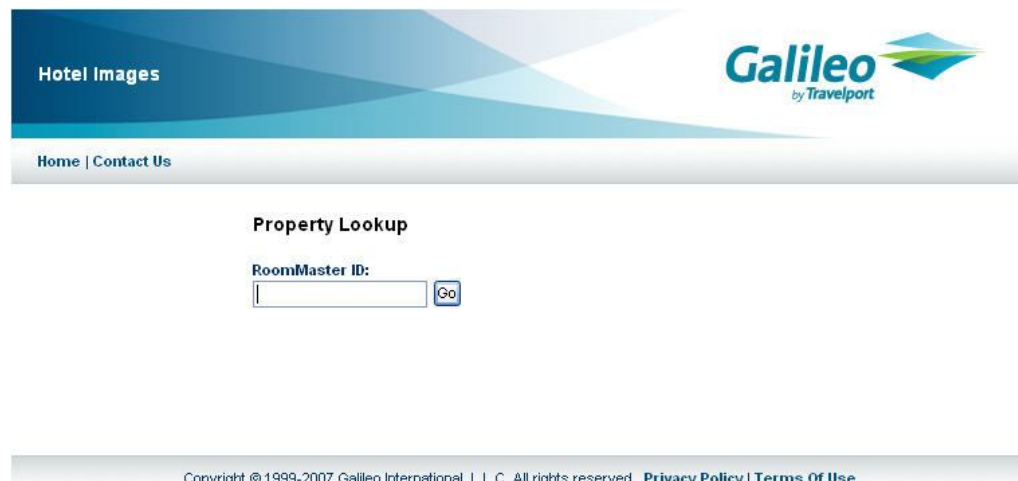 Hotel Images
Galileo
by Travelport
Home | Contact Us
Property Lookup
RoomMaster ID:
Go
Copyright © 1999-2007 Galileo International, L.L.C. All rights reserved. Privacy Policy | Terms Of Use